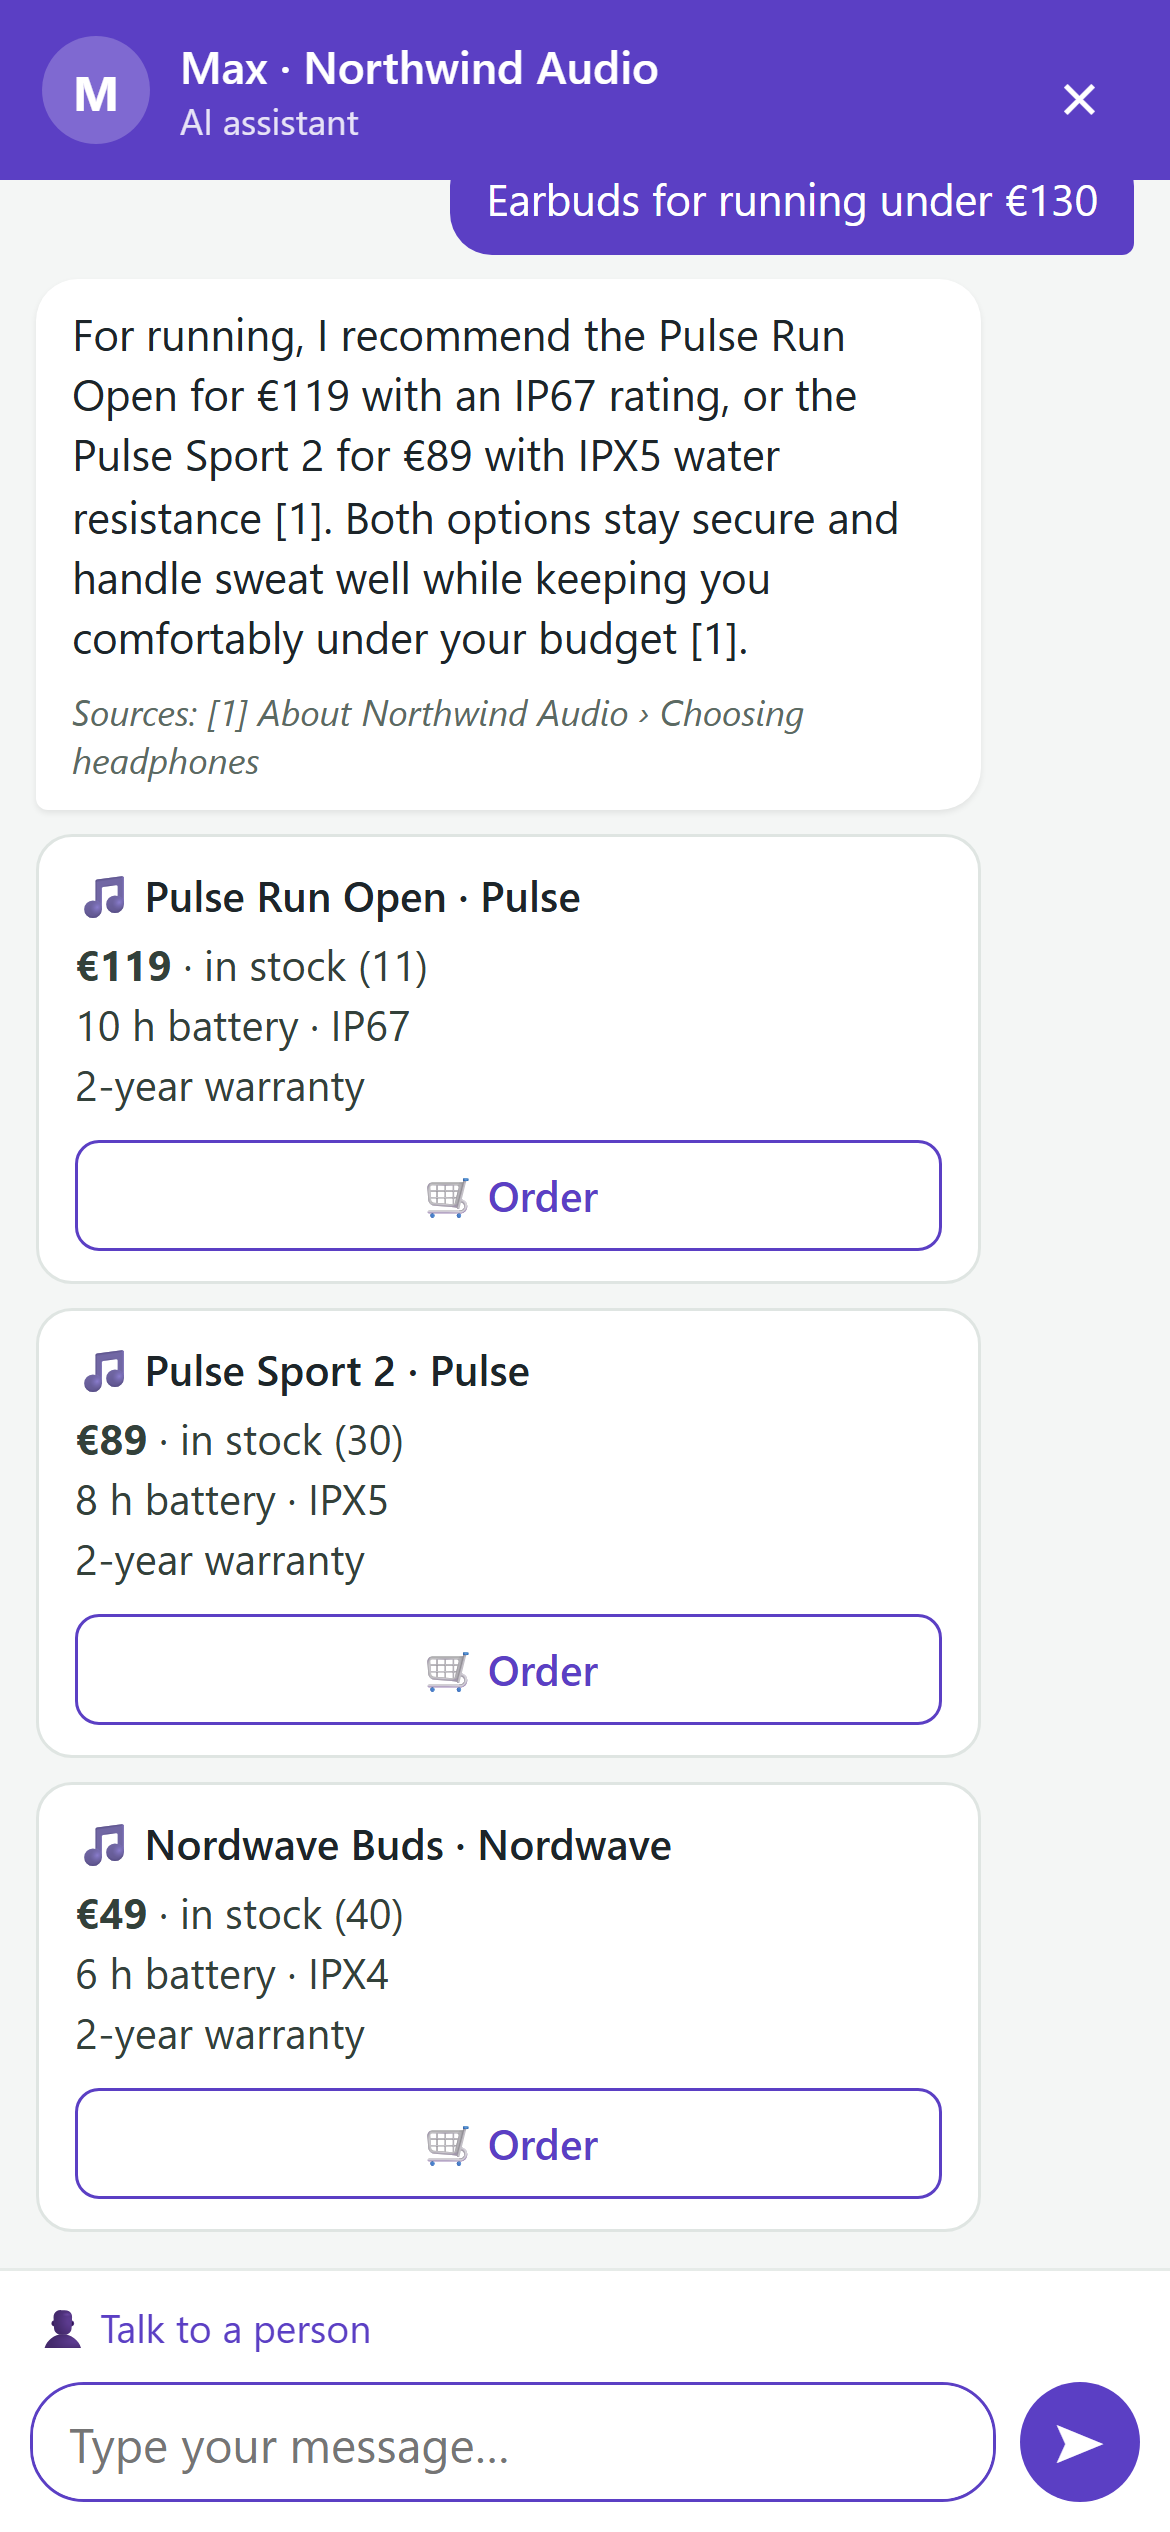 M
Max · Northwind Audio
AI assistant
×
Earbuds for running under €130
For running, I recommend the Pulse Run
Open for €119 with an IP67 rating, or the
Pulse Sport 2 for €89 with IPX5 water
resistance [1]. Both options stay secure and
handle sweat well while keeping you
comfortably under your budget [1].
Sources: [1] About Northwind Audio › Choosing
headphones
Pulse Run Open · Pulse
€119 · in stock (11)
10 h battery · IP67
2-year warranty
Order
Pulse Sport 2 · Pulse
€89 · in stock (30)
8 h battery · IPX5
2-year warranty
Order
Nordwave Buds · Nordwave
€49 · in stock (40)
6 h battery · IPX4
2-year warranty
Order
Talk to a person
Type your message...